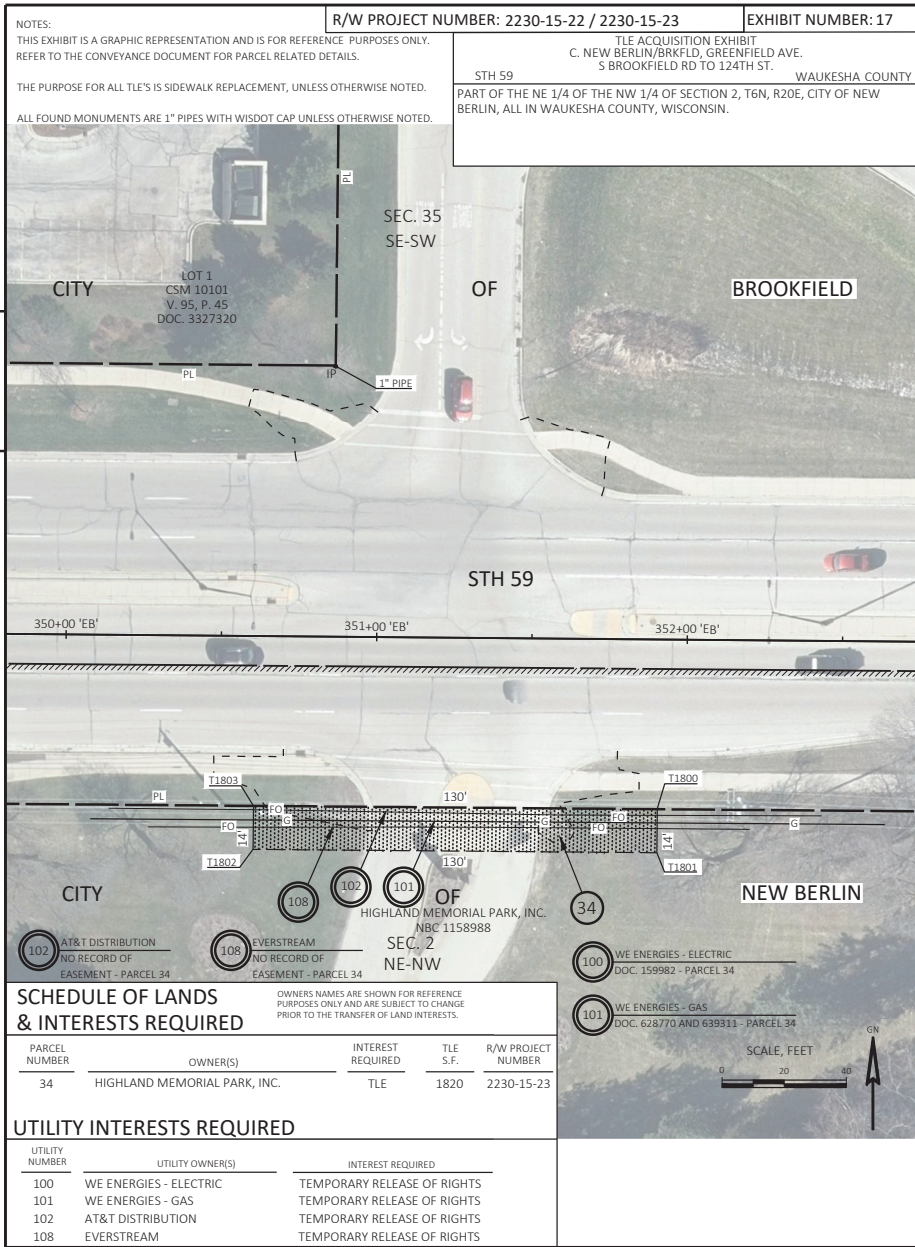 NOTES:
THIS EXHIBIT IS A GRAPHIC REPRESENTATION AND IS FOR REFERENCE PURPOSES ONLY.
REFER TO THE CONVEYANCE DOCUMENT FOR PARCEL RELATED DETAILS.
THE PURPOSE FOR ALL TLE'S IS SIDEWALK REPLACEMENT, UNLESS OTHERWISE NOTED.
ALL FOUND MONUMENTS ARE 1" PIPES WITH WISDOT CAP UNLESS OTHERWISE NOTED.
R/W PROJECT NUMBER: 2230-15-22 / 2230-15-23
EXHIBIT NUMBER: 17
TLE ACQUISITION EXHIBIT
C. NEW BERLIN/BRKFLD, GREENFIELD AVE.
S BROOKFIELD RD TO 124TH ST.
STH 59
WAUKESHA COUNTY
PART OF THE NE 1/4 OF THE NW 1/4 OF SECTION 2, T6N, R20E, CITY OF NEW
BERLIN, ALL IN WAUKESHA COUNTY, WISCONSIN.
PL
SEC. 35
SE-SW
CITY
OF
BROOKFIELD
LOT 1
CSM 10101
V. 95, P. 45
DOC. 3327320
PL
IP
1" PIPE
STH 59
350+00 'EB'
351+00 'EB'
352+00 'EB'
T1803
T1800
PL
130'
FO
G
FO
FO
G
FO
G
14'
14'
T1802
130'
T1801
CITY
OF
NEW BERLIN
108
102
101
34
HIGHLAND MEMORIAL PARK, INC.
NBC 1158988
SEC. 2
NE-NW
102
AT&T DISTRIBUTION
NO RECORD OF
EASEMENT - PARCEL 34
108
EVERSTREAM
NO RECORD OF
EASEMENT - PARCEL 34
100
WE ENERGIES - ELECTRIC
DOC. 159982 - PARCEL 34
101
WE ENERGIES - GAS
DOC. 628770 AND 639311 - PARCEL 34
SCALE, FEET
0 20 40
GN
SCHEDULE OF LANDS
& INTERESTS REQUIRED
OWNERS NAMES ARE SHOWN FOR REFERENCE
PURPOSES ONLY AND ARE SUBJECT TO CHANGE
PRIOR TO THE TRANSFER OF LAND INTERESTS.
PARCEL NUMBER OWNER(S) INTEREST REQUIRED TLE S.F. R/W PROJECT NUMBER
34 HIGHLAND MEMORIAL PARK, INC. TLE 1820 2230-15-23
UTILITY INTERESTS REQUIRED
UTILITY NUMBER UTILITY OWNER(S) INTEREST REQUIRED
100 WE ENERGIES - ELECTRIC TEMPORARY RELEASE OF RIGHTS
101 WE ENERGIES - GAS TEMPORARY RELEASE OF RIGHTS
102 AT&T DISTRIBUTION TEMPORARY RELEASE OF RIGHTS
108 EVERSTREAM TEMPORARY RELEASE OF RIGHTS